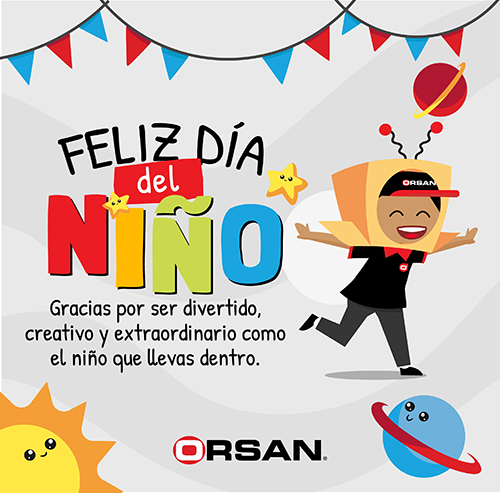 FELIZ DÍA
del
NIÑO
Gracias por ser divertido,
creativo y extraordinario como
el niño que llevas dentro.
ORSAN
ORSAN®